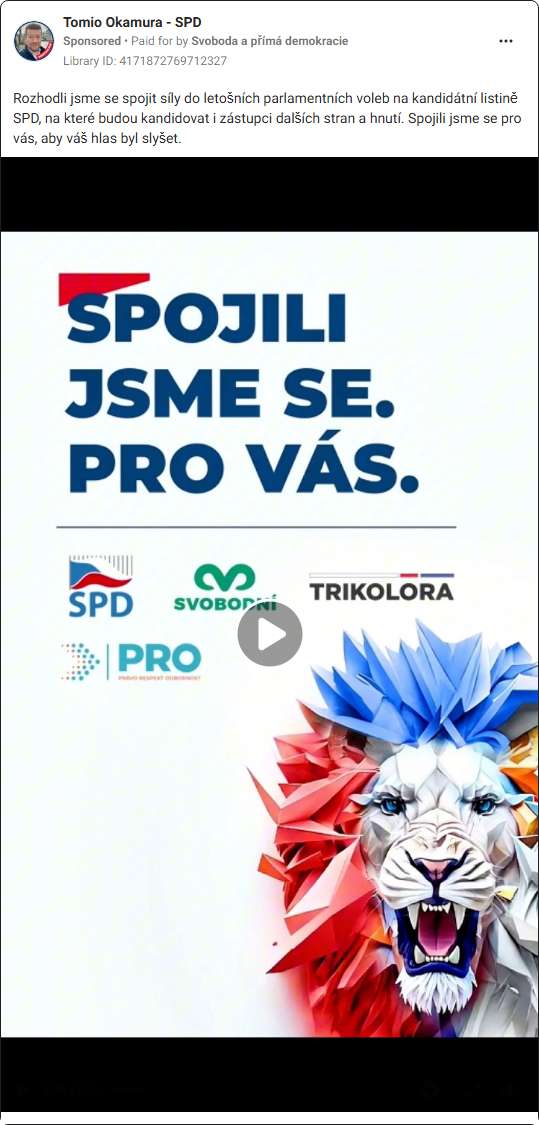 Tomio Okamura - SPD
Sponsored • Paid for by Svoboda a přímá demokracie
Library ID: 4171872769712327
Rozhodli jsme se spojit síly do letošních parlamentních voleb na kandidátní listině
SPD, na které budou kandidovat i zástupci dalších stran a hnutí. Spojili jsme se pro
vás, aby váš hlas byl slyšet.
SPOJILI
JSME SE.
PRO VÁS.
SPD
SVOBODNÍ
TRIKOLORA
PRO
PRÁVO RESPEKT ODBORNOST